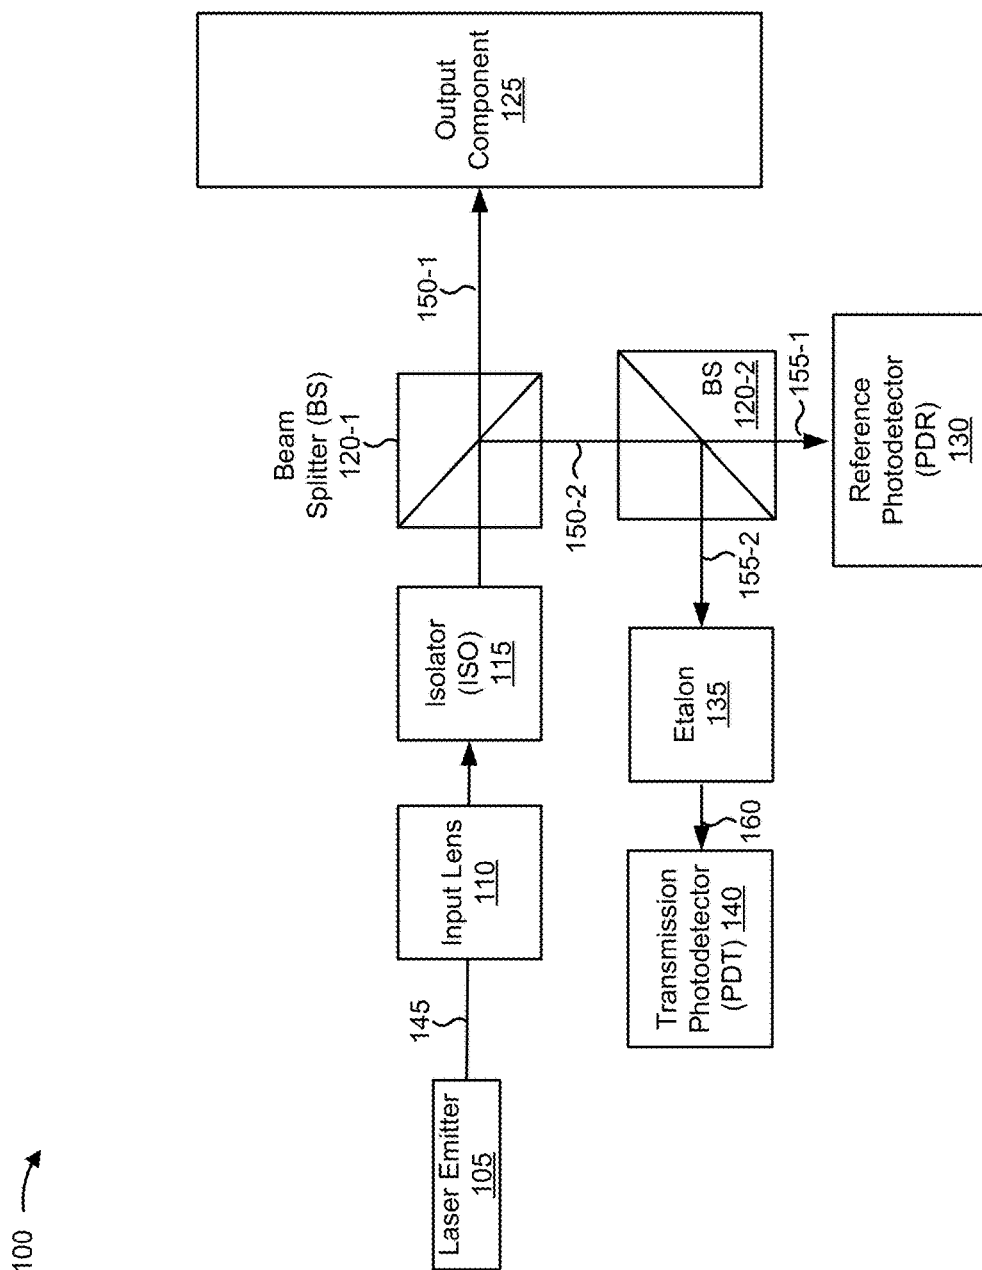 100
Laser Emitter
105
145
Input Lens
110
Isolator
(ISO)
115
Beam
Splitter (BS)
120-1
150-1
Output
Component
125
150-2
BS
120-2
155-1
Reference
Photodetector
(PDR)
130
155-2
Etalon
135
160
Transmission
Photodetector
(PDT) 140